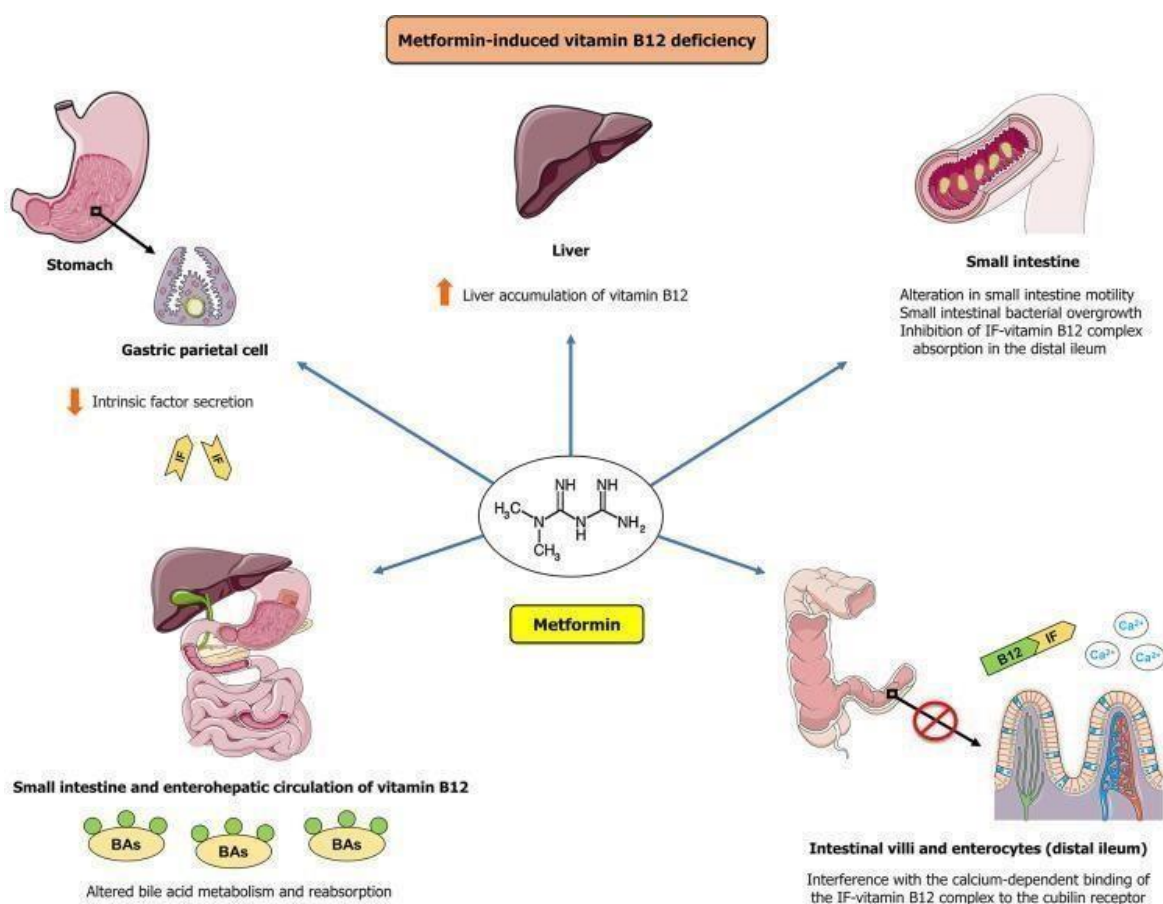 Metformin-induced vitamin B12 deficiency
Stomach
Gastric parietal cell
Intrinsic factor secretion
IF
IF
Liver
Liver accumulation of vitamin B12
Small intestine
Alteration in small intestine motility
Small intestinal bacterial overgrowth
Inhibition of IF-vitamin B12 complex
absorption in the distal ileum
NH NH
H₃C N N NH₂
H
CH₃
Metformin
Small intestine and enterohepatic circulation of vitamin B12
BAs BAs BAs
Altered bile acid metabolism and reabsorption
B12 IF
Ca²⁺
Ca²⁺
Ca²⁺
Intestinal villi and enterocytes (distal ileum)
Interference with the calcium-dependent binding of
the IF-vitamin B12 complex to the cubilin receptor